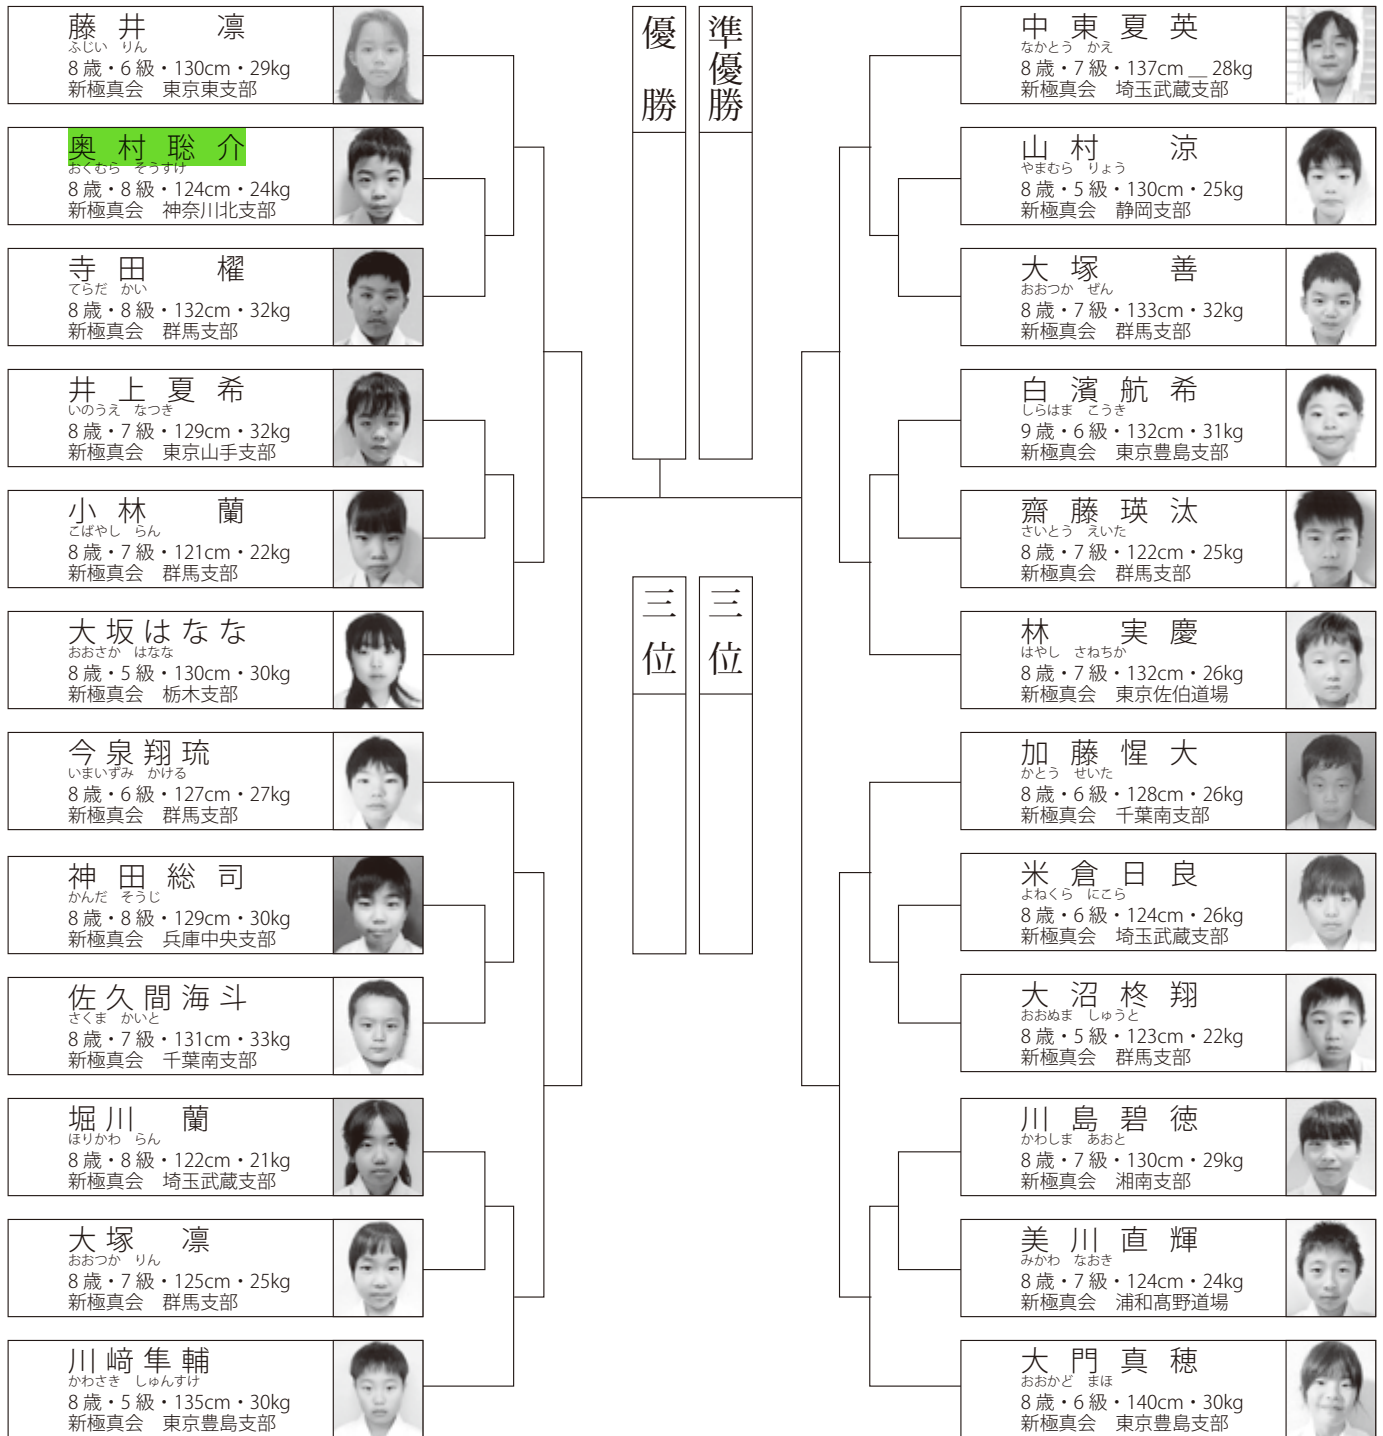 藤井 凛
ふじい りん
8歳・6級・130cm・29kg
新極真会 東京東支部
奥村聡介
おくむら そうすけ
8歳・8級・124cm・24kg
新極真会 神奈川北支部
寺田 櫂
てらだ かい
8歳・8級・132cm・32kg
新極真会 群馬支部
井上夏希
いのうえ なつき
8歳・7級・129cm・32kg
新極真会 東京山手支部
小林 蘭
こばやし らん
8歳・7級・121cm・22kg
新極真会 群馬支部
大坂はなな
おおさか はなな
8歳・5級・130cm・30kg
新極真会 栃木支部
今泉翔琉
いまいずみ かける
8歳・6級・127cm・27kg
新極真会 群馬支部
神田総司
かんだ そうじ
8歳・8級・129cm・30kg
新極真会 兵庫中央支部
佐久間海斗
さくま かいと
8歳・7級・131cm・33kg
新極真会 千葉南支部
堀川 蘭
ほりかわ らん
8歳・8級・122cm・21kg
新極真会 埼玉武蔵支部
大塚 凛
おおつか りん
8歳・7級・125cm・25kg
新極真会 群馬支部
川﨑隼輔
かわさき しゅんすけ
8歳・5級・135cm・30kg
新極真会 東京豊島支部
優勝
準優勝
三位
三位
中東夏英
なかとう かえ
8歳・7級・137cm __ 28kg
新極真会 埼玉武蔵支部
山村 涼
やまむら りょう
8歳・5級・130cm・25kg
新極真会 静岡支部
大塚 善
おおつか ぜん
8歳・7級・133cm・32kg
新極真会 群馬支部
白濱航希
しらはま こうき
9歳・6級・132cm・31kg
新極真会 東京豊島支部
齋藤瑛汰
さいとう えいた
8歳・7級・122cm・25kg
新極真会 群馬支部
林 実慶
はやし さねちか
8歳・7級・132cm・26kg
新極真会 東京佐伯道場
加藤惺大
かとう せいた
8歳・6級・128cm・26kg
新極真会 千葉南支部
米倉日良
よねくら にこら
8歳・6級・124cm・26kg
新極真会 埼玉武蔵支部
大沼柊翔
おおぬま しゅうと
8歳・5級・123cm・22kg
新極真会 群馬支部
川島碧徳
かわしま あおと
8歳・7級・130cm・29kg
新極真会 湘南支部
美川直輝
みかわ なおき
8歳・7級・124cm・24kg
新極真会 浦和髙野道場
大門真穂
おおかど まほ
8歳・6級・140cm・30kg
新極真会 東京豊島支部